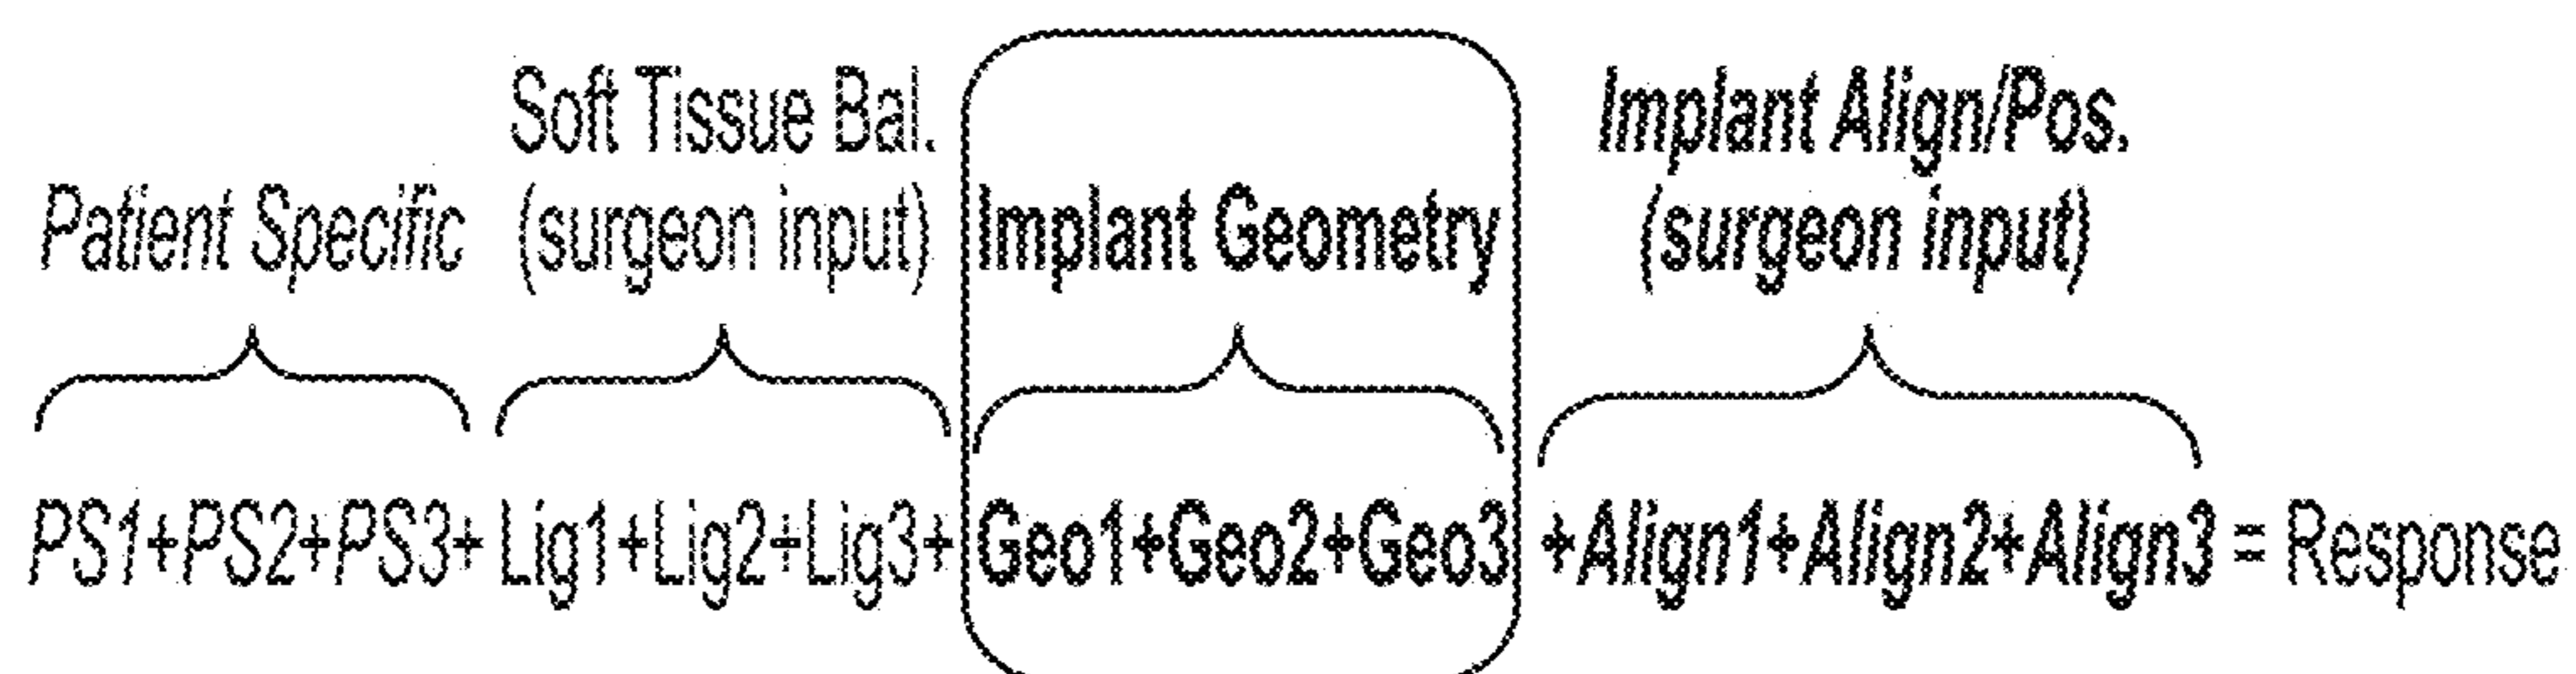 Soft Tissue Bal.
Implant Align/Pos.
Patient Specific
(surgeon input)
Implant Geometry
(surgeon input)
PS1+PS2+PS3+Lig1+Lig2+Lig3+Geo1+Geo2+Geo3+Align1+Align2+Align3 = Response